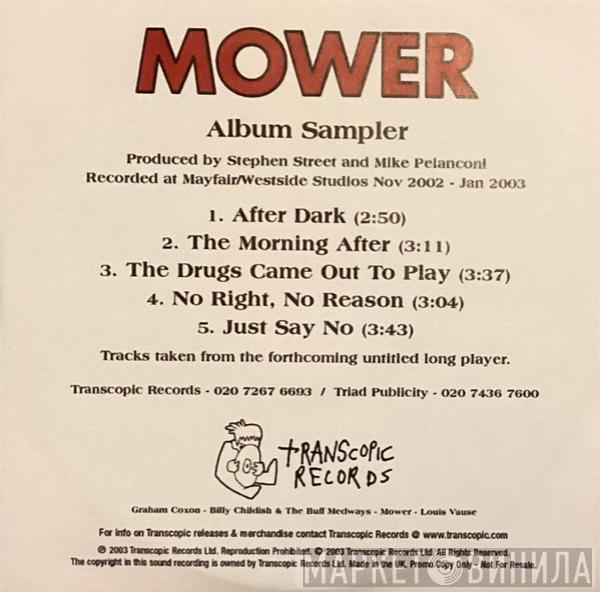 MOWER
Album Sampler
Produced by Stephen Street and Mike Pelanconi
Recorded at Mayfair/Westside Studios Nov 2002 - Jan 2003
1. After Dark (2:50)
2. The Morning After (3:11)
3. The Drugs Came Out To Play (3:37)
4. No Right, No Reason (3:04)
5. Just Say No (3:43)
Tracks taken from the forthcoming untitled long player.
Transcopic Records - 020 7267 6693 / Triad Publicity - 020 7436 7600
TRANSCOPIC
RECORDS
Graham Coxon - Billy Childish & The Buff Medways - Mower - Louis Vause
For info on Transcopic releases & merchandise contact Transcopic Records @ www.transcopic.com
℗ 2003 Transcopic Records Ltd. Reproduction Prohibited. © 2003 Transcopic Records Ltd. All Rights Reserved.
The copyright in this sound recording is owned by Transcopic Records Ltd. Made in the UK. Promo Copy Only - Not For Resale.
МАРКЕТ ВИНИЛА